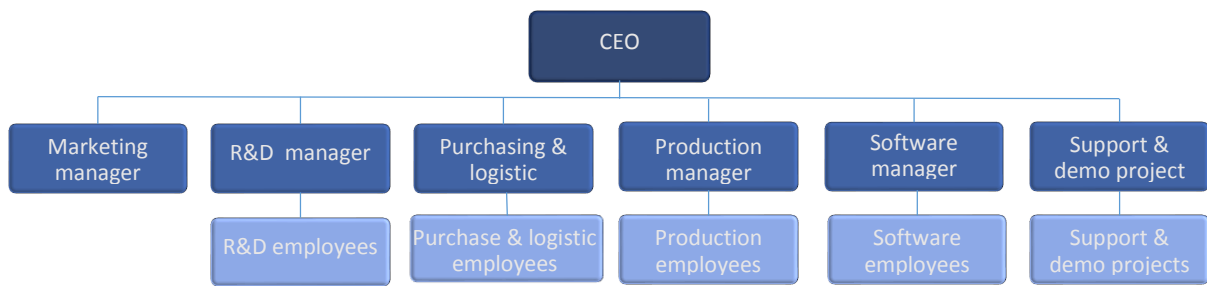 CEO
Marketing
manager
R&D manager
Purchasing &
logistic
Production
manager
Software
manager
Support &
demo project
R&D employees
Purchase & logistic
employees
Production
employees
Software
employees
Support &
demo projects